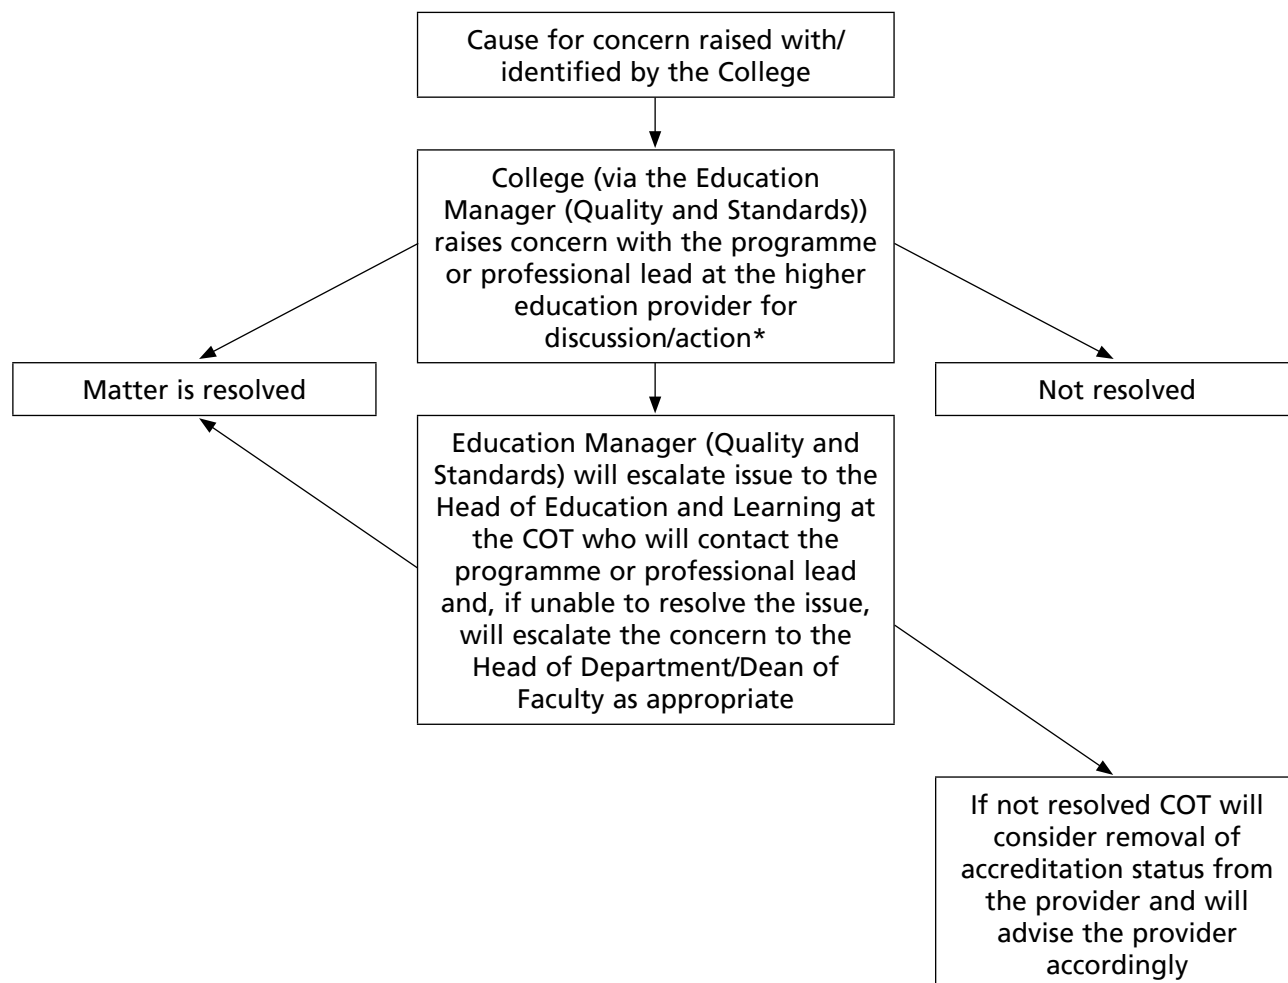 Cause for concern raised with/
identified by the College
College (via the Education
Manager (Quality and Standards))
raises concern with the programme
or professional lead at the higher
education provider for
discussion/action*
Matter is resolved
Not resolved
Education Manager (Quality and
Standards) will escalate issue to the
Head of Education and Learning at
the COT who will contact the
programme or professional lead
and, if unable to resolve the issue,
will escalate the concern to the
Head of Department/Dean of
Faculty as appropriate
If not resolved COT will
consider removal of
accreditation status from
the provider and will
advise the provider
accordingly